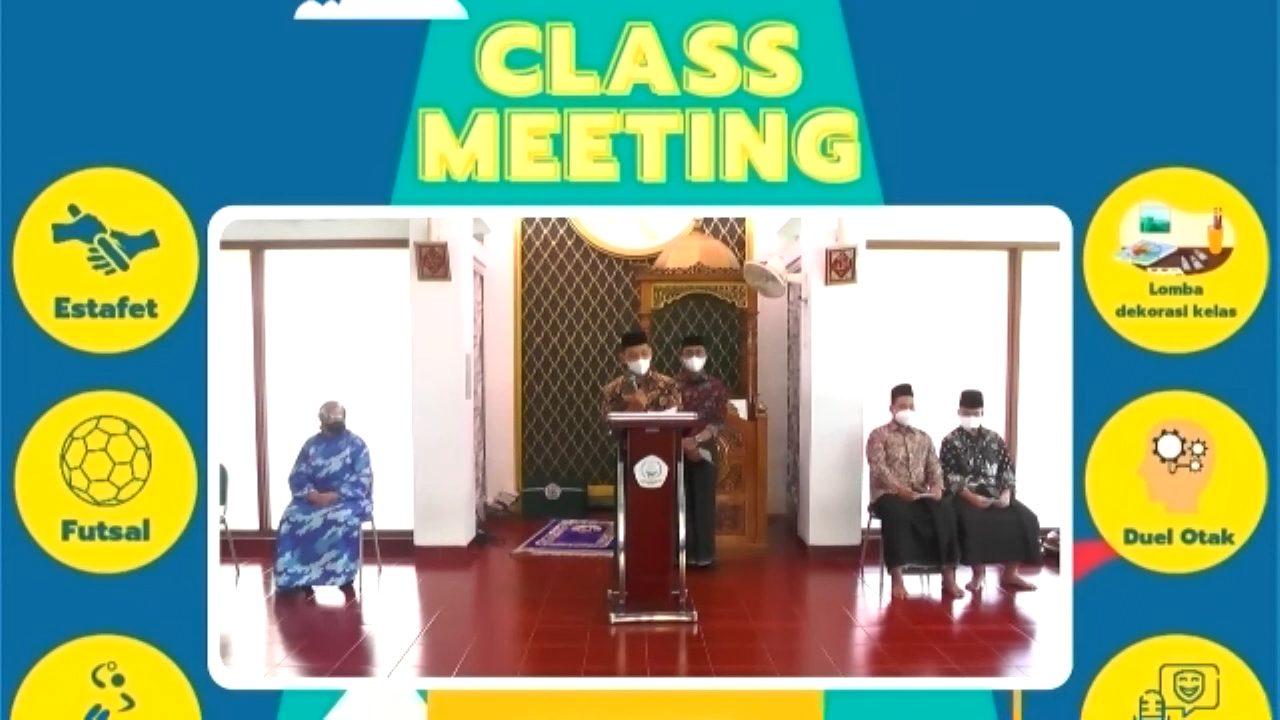 CLASS
MEETING
Estafet
Futsal
Lomba
dekorasi kelas
Duel Otak